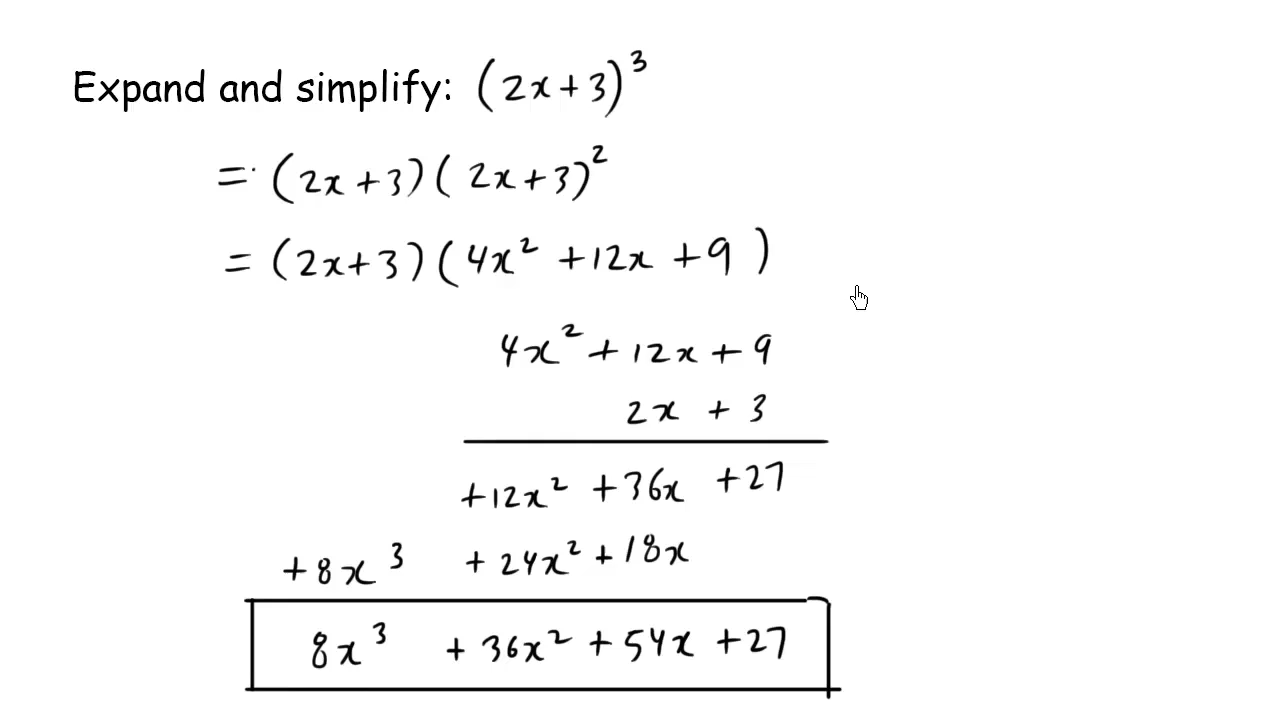 Expand and simplify: (2x+3)³
= (2x+3)(2x+3)²
= (2x+3)(4x² +12x +9)
4x² + 12x + 9
2x + 3
+12x² +36x +27
+8x³ + 24x² + 18x
8x³ + 36x² + 54x + 27